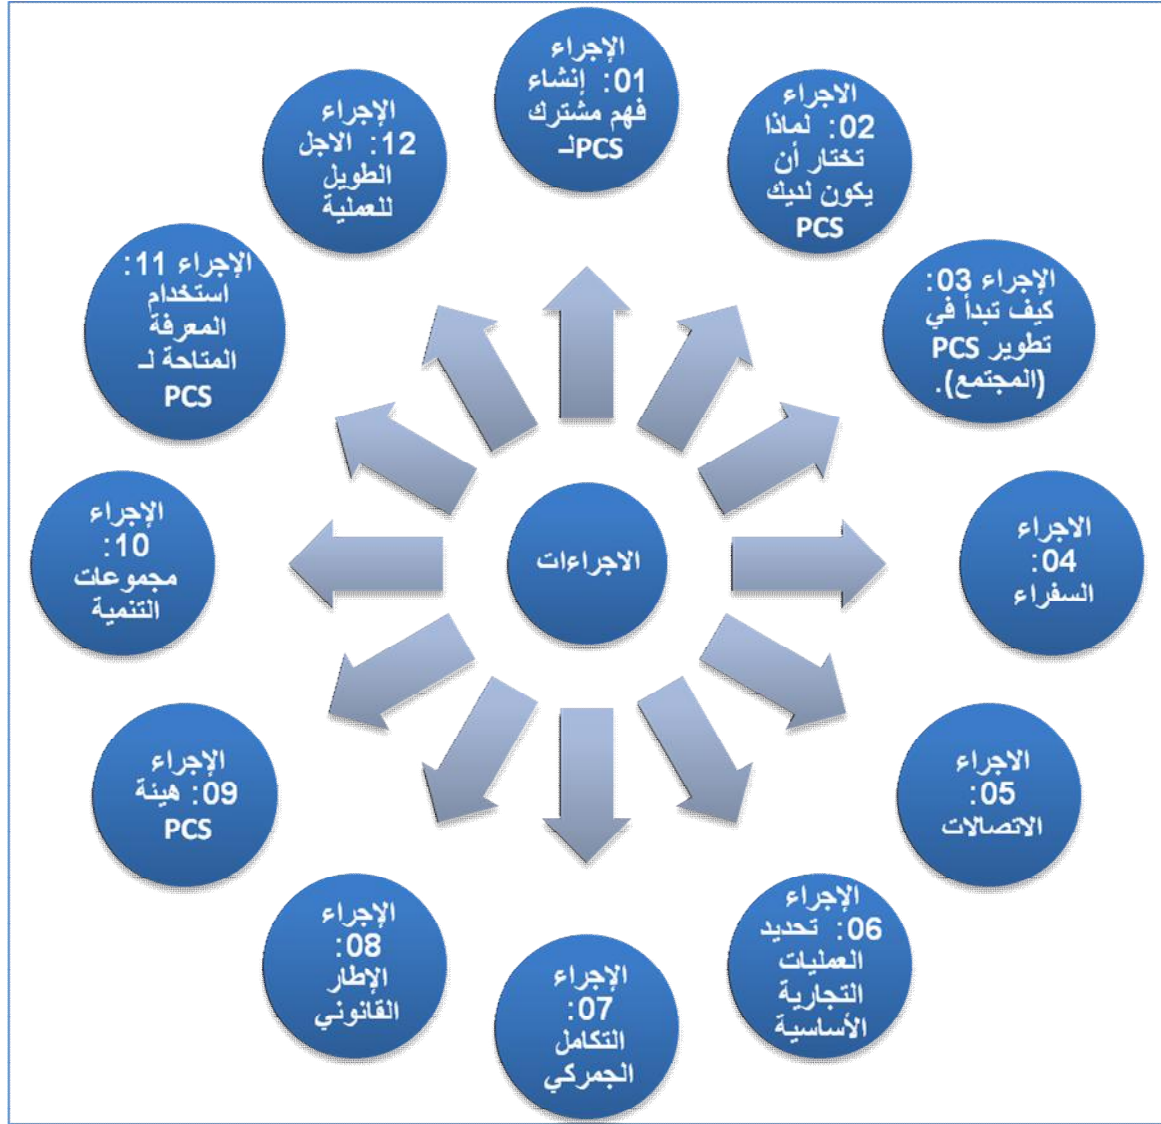 الإجراء
01: إنشاء
فهم مشترك
لـPCS
الاجراء
02: لماذا
تختار أن
يكون لديك
PCS
الإجراء 03:
كيف تبدأ في
تطوير PCS
(المجتمع).
الاجراء
04:
السفراء
الاجراء
05:
الاتصالات
الإجراء
06: تحديد
العمليات
التجارية
الأساسية
الإجراء
07:
التكامل
الجمركي
الإجراء
08:
الإطار
القانوني
الإجراء
09: هيئة
PCS
الإجراء
10:
مجموعات
التنمية
الإجراء 11:
استخدام
المعرفة
المتاحة لـ
PCS
الإجراء
12: الاجل
الطويل
للعملية
الاجراءات